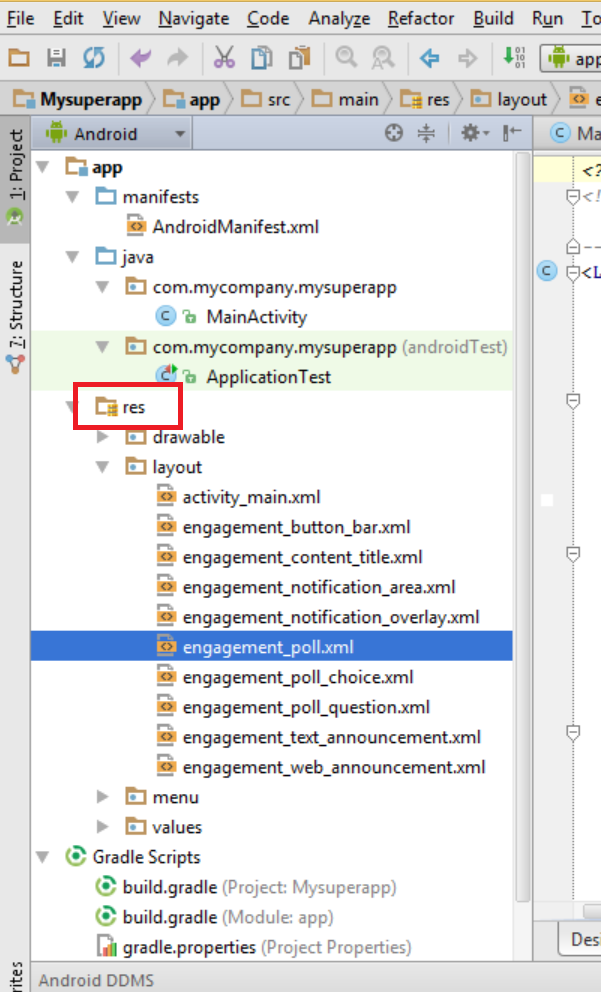 File Edit View Navigate Code Analyze Refactor Build Run To
app
Mysuperapp app src main res layout e
1: Project
Android
Ma
app
<?
manifests
<!
AndroidManifest.xml
java
--
7: Structure
<L
com.mycompany.mysuperapp
MainActivity
com.mycompany.mysuperapp (androidTest)
ApplicationTest
res
drawable
layout
activity_main.xml
engagement_button_bar.xml
engagement_content_title.xml
engagement_notification_area.xml
engagement_notification_overlay.xml
engagement_poll.xml
engagement_poll_choice.xml
engagement_poll_question.xml
engagement_text_announcement.xml
engagement_web_announcement.xml
menu
values
Gradle Scripts
build.gradle (Project: Mysuperapp)
build.gradle (Module: app)
Des
gradle.properties (Project Properties)
rites
Android DDMS